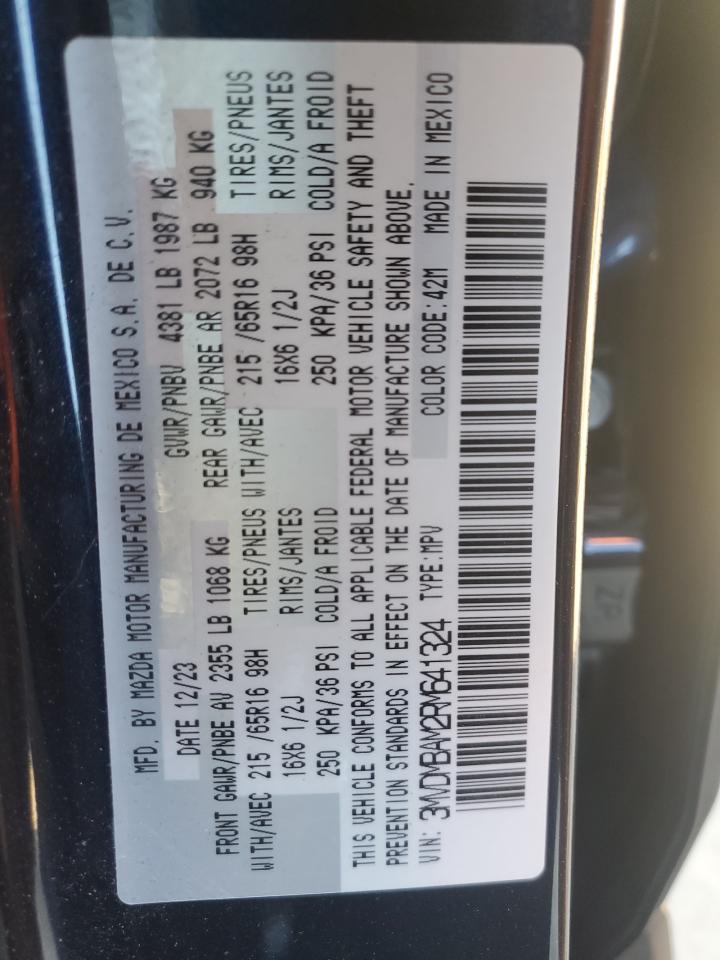 MFD. BY MAZDA MOTOR MANUFACTURING DE MEXICO S.A. DE C.V.
DATE 12/23 GVWR/PNBV 4381 LB 1987 KG
FRONT GAWR/PNBE AV 2355 LB 1068 KG REAR GAWR/PNBE AR 2072 LB 940 KG
WITH/AVEC 215 /65R16 98H TIRES/PNEUS WITH/AVEC 215 /65R16 98H TIRES/PNEUS
16X6 1/2J RIMS/JANTES 16X6 1/2J RIMS/JANTES
250 KPA/36 PSI COLD/A FROID 250 KPA/36 PSI COLD/A FROID
THIS VEHICLE CONFORMS TO ALL APPLICABLE FEDERAL MOTOR VEHICLE SAFETY AND THEFT
PREVENTION STANDARDS IN EFFECT ON THE DATE OF MANUFACTURE SHOWN ABOVE.
VIN: 3MVDMBAM2RM641324 TYPE:MPV COLOR CODE:42M MADE IN MEXICO